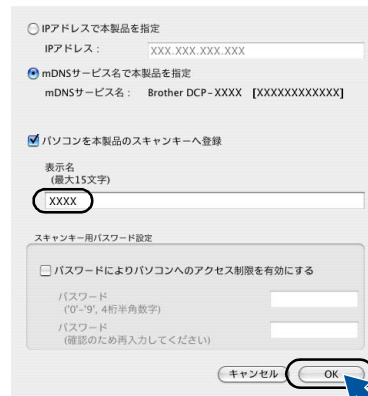 IPアドレスで本製品を指定
IPアドレス： XXX.XXX.XXX.XXX
mDNSサービス名で本製品を指定
mDNSサービス名： Brother DCP-XXXX [XXXXXXXXXXXX]
パソコンを本製品のスキャンキーへ登録
表示名
(最大15文字)
XXXX
スキャンキー用パスワード設定
パスワードによりパソコンへのアクセス制限を有効にする
パスワード
('0'-'9', 4桁半角数字)
パスワード
(確認のため再入力してください)
キャンセル OK